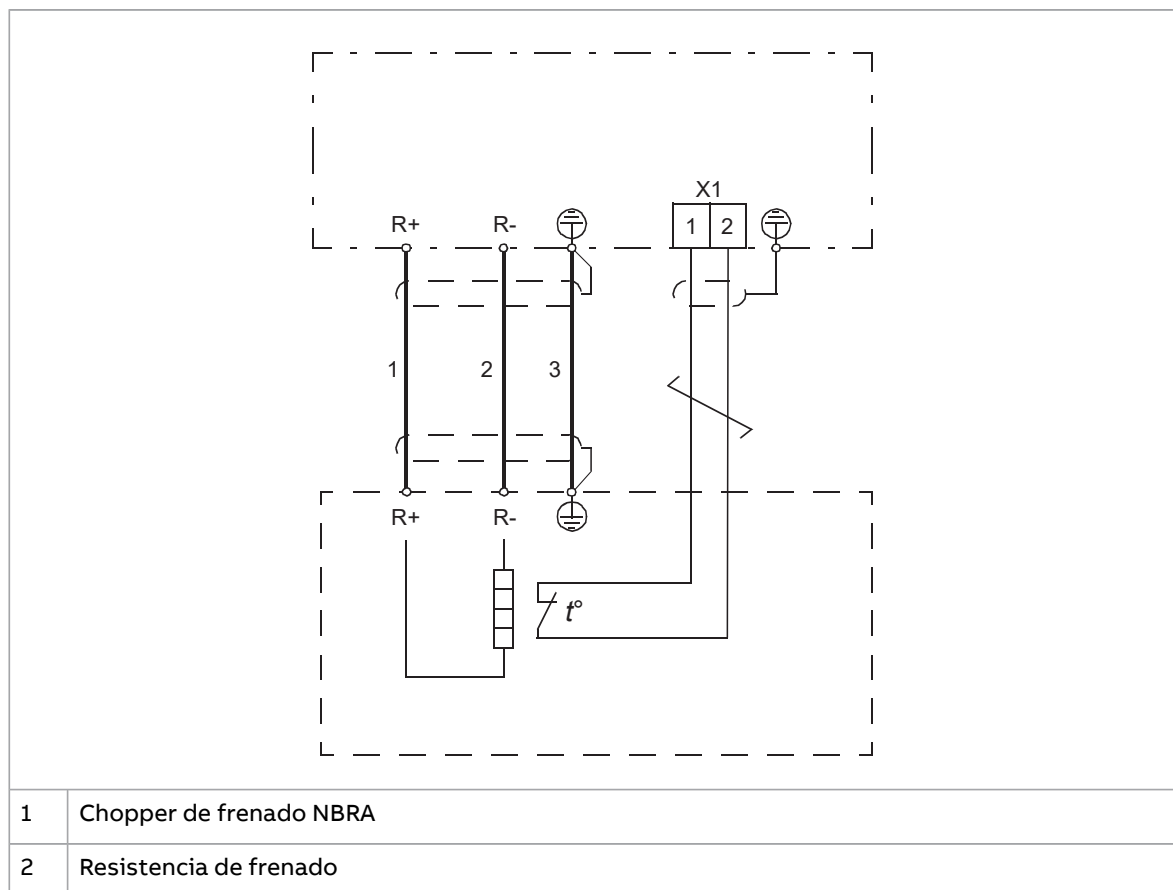 X1
R+ R- 1 2
1 2 3
R+ R-
t°
1 Chopper de frenado NBRA
2 Resistencia de frenado